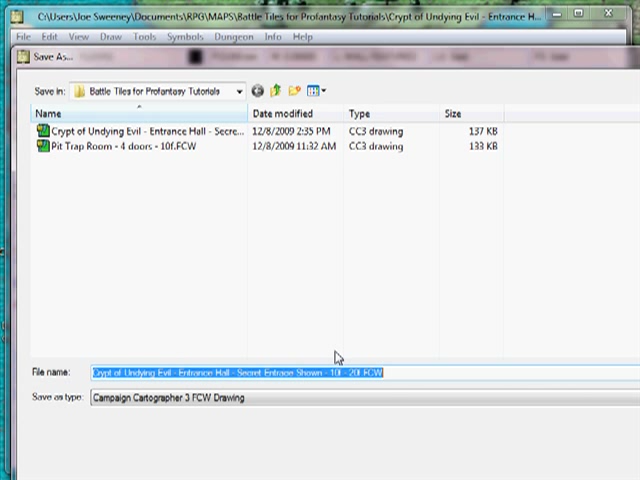 C:\Users\Joe Sweeney\Documents\RPG\MAPS\Battle Tiles for Profantasy Tutorials\Crypt of Undying Evil - Entrance H...
File Edit View Draw Tools Symbols Dungeon Info Help
Save As...
Save in: Battle Tiles for Profantasy Tutorials
Name Date modified Type Size
Crypt of Undying Evil - Entrance Hall - Secre... 12/8/2009 2:35 PM CC3 drawing 137 KB
Pit Trap Room - 4 doors - 10f.FCW 12/8/2009 11:32 AM CC3 drawing 133 KB
File name: Crypt of Undying Evil - Entrance Hall - Secret Entrace Shown - 10f - 20f.FCW
Save as type: Campaign Cartographer 3 FCW Drawing